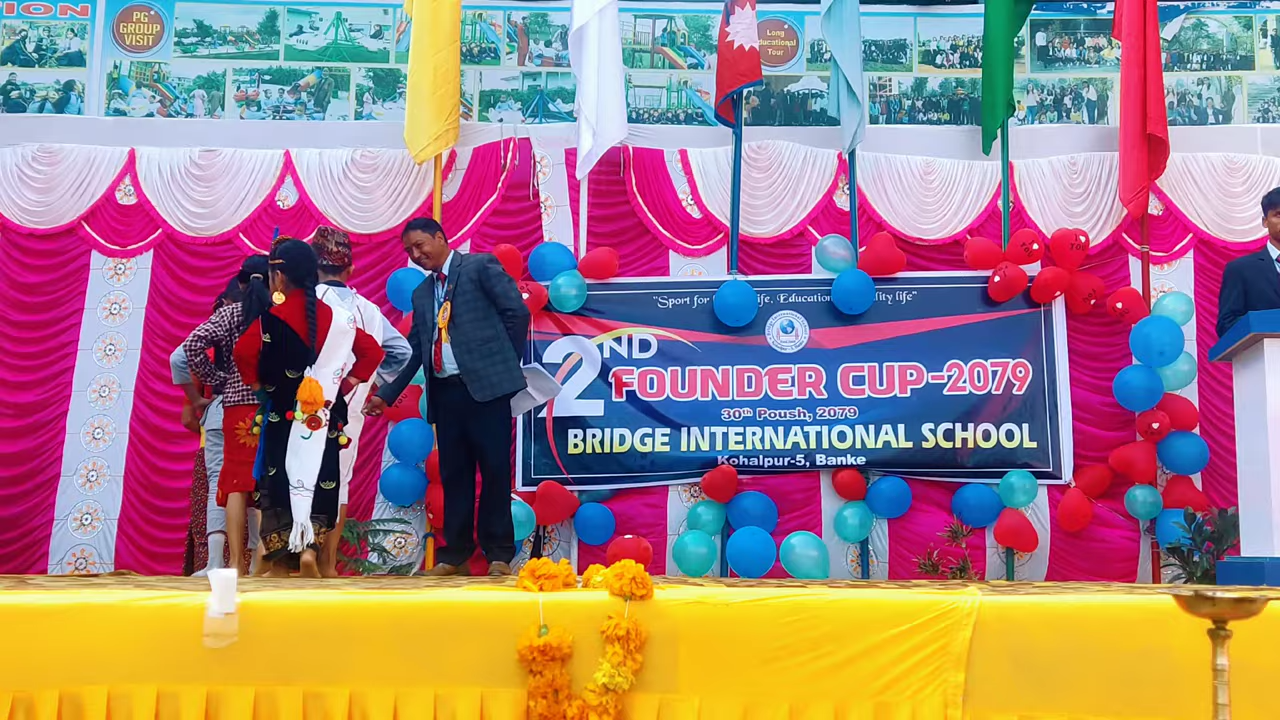 TION
PG
GROUP
VISIT
Long
Educational
Tour
"Sport for life, Education lity life"
2ND
FOUNDER CUP-2079
30th Poush, 2079
BRIDGE INTERNATIONAL SCHOOL
Kohalpur-5, Banke